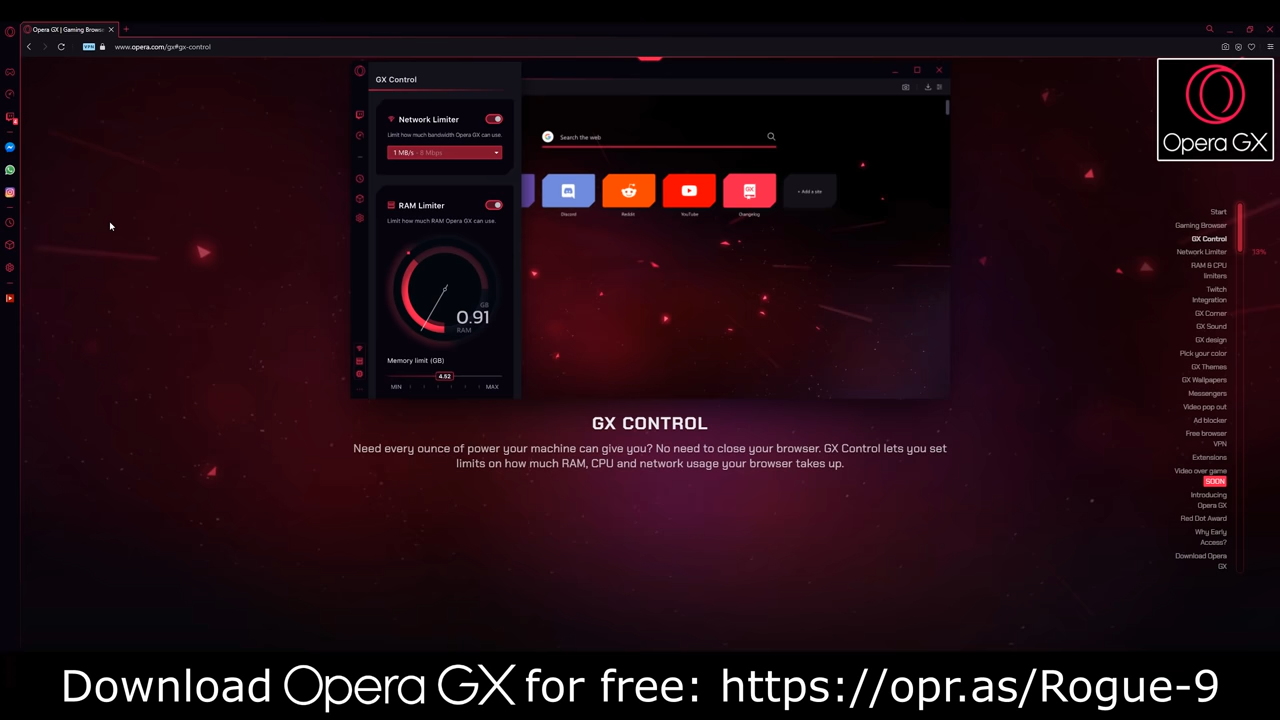 Opera GX | Gaming Brows
VPN
www.opera.com/gx#gx-control
4
GX Control
Network Limiter
Limit how much bandwidth Opera GX can use.
1 MB/s - 8 Mbps
RAM Limiter
Limit how much RAM Opera GX can use.
GB
0.91
RAM
Memory limit (GB)
4.52
MIN
MAX
Search the web
Discord
Reddit
YouTube
GX
Changelog
+ Add a site
Opera GX
Start
Gaming Browser
GX Control
Network Limiter
13%
RAM & CPU
limiters
Twitch
Integration
GX Corner
GX Sound
GX design
Pick your color
GX Themes
GX Wallpapers
Messengers
Video pop out
Ad blocker
Free browser
VPN
Extensions
Video over game
SOON
Introducing
Opera GX
Red Dot Award
Why Early
Access?
Download Opera
GX
GX CONTROL
Need every ounce of power your machine can give you? No need to close your browser. GX Control lets you set
limits on how much RAM, CPU and network usage your browser takes up.
Download Opera GX for free: https://opr.as/Rogue-9